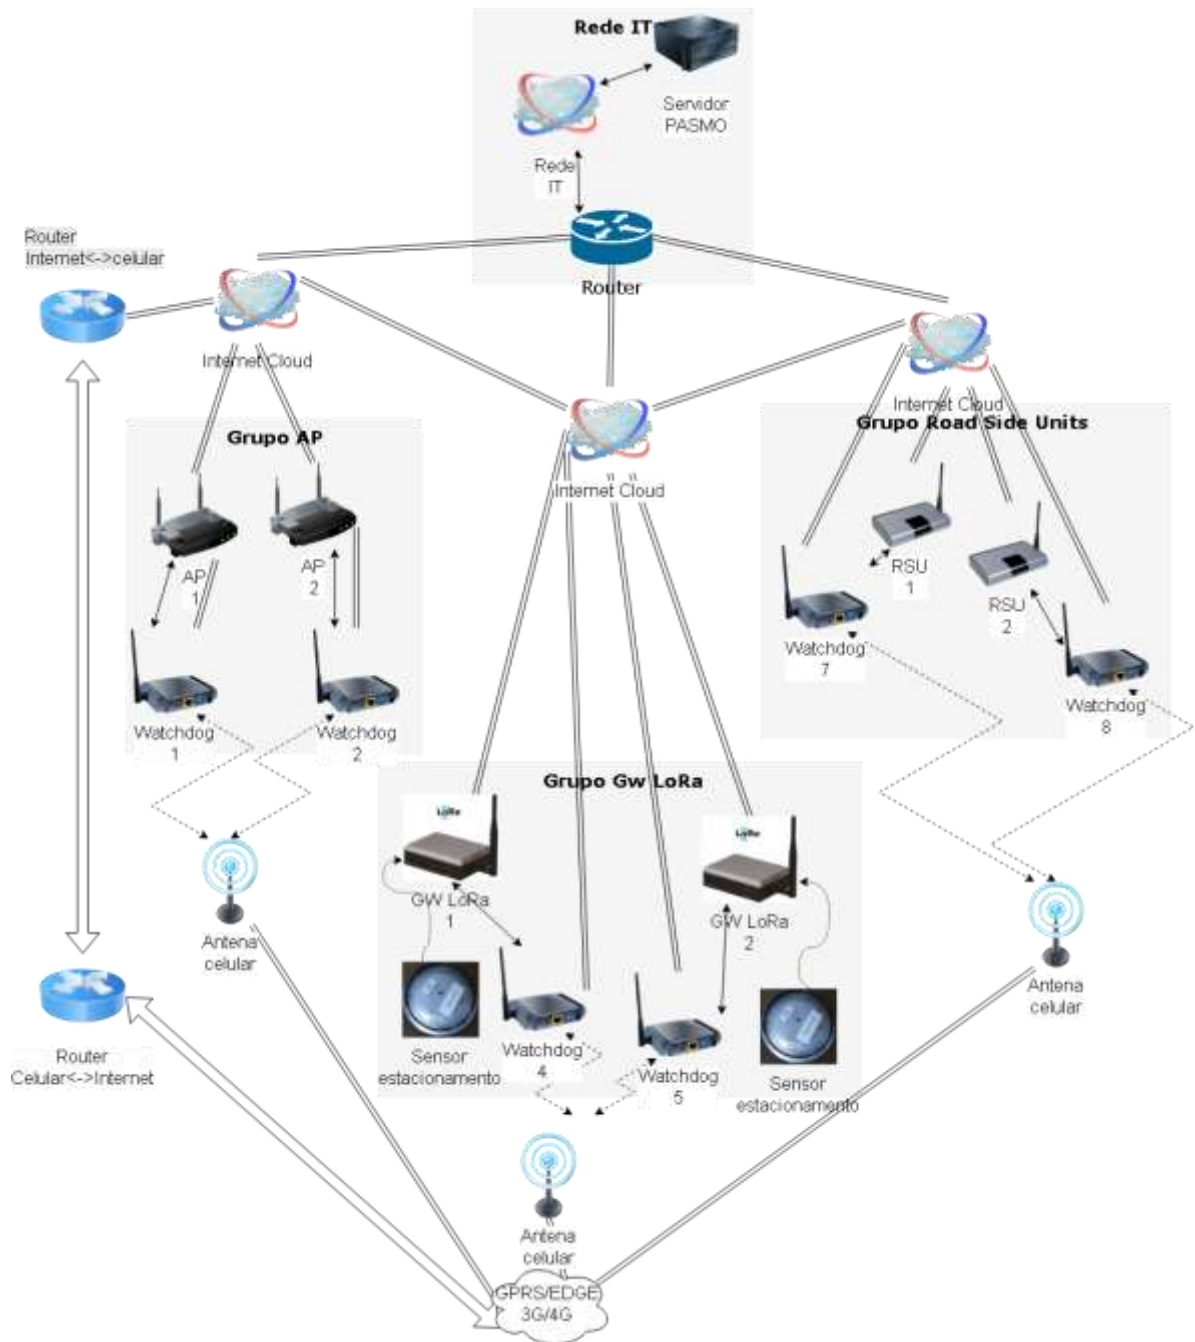 Rede IT
Servidor
PASMO
Rede
IT
Router
Internet<->celular
Router
Internet Cloud
Internet Cloud
Grupo AP
Grupo Road Side Units
Internet Cloud
AP
1
AP
2
RSU
1
RSU
2
Watchdog
7
Watchdog
8
Watchdog
1
Watchdog
2
Grupo Gw LoRa
LoRa
LoRa
GW LoRa
1
GW LoRa
2
Antena
celular
Antena
celular
Router
Celular<->Internet
Sensor
estacionamento
Watchdog
4
Watchdog
5
Sensor
estacionamento
Antena
celular
GPRS/EDGE
3G/4G